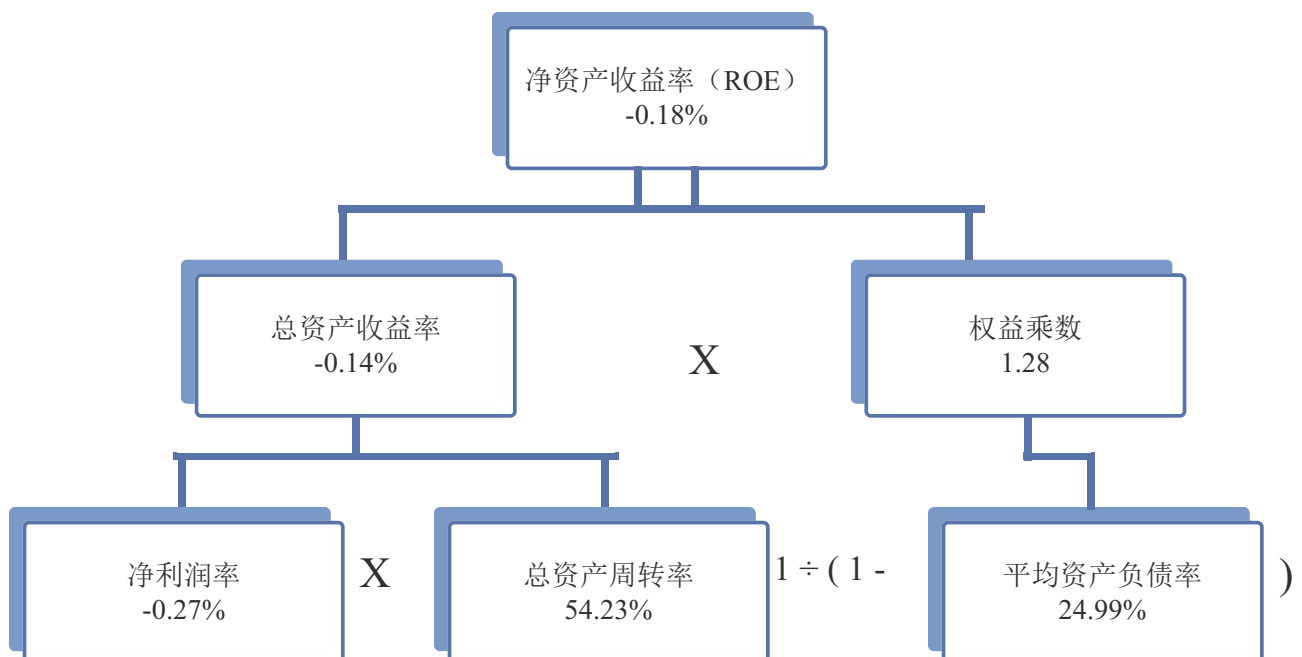 净资产收益率（ROE）
-0.18%
总资产收益率
-0.14%
X
权益乘数
1.28
净利润率
-0.27%
X
总资产周转率
54.23%
1 ÷ ( 1 -
平均资产负债率
24.99%
)